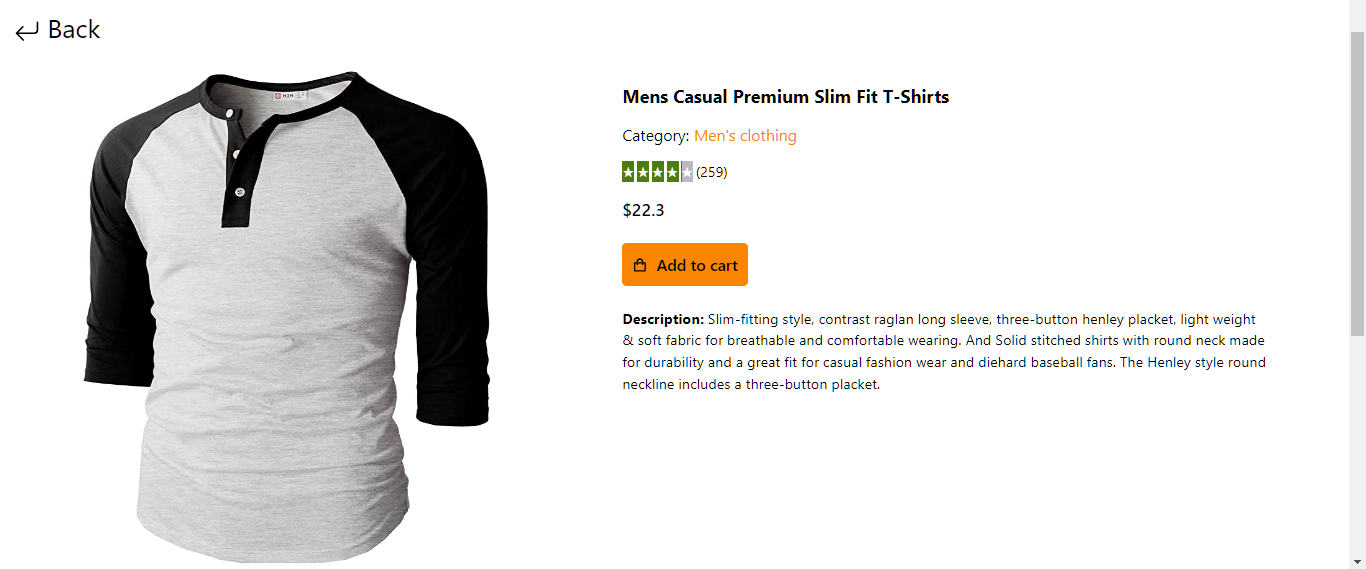 Back
Mens Casual Premium Slim Fit T-Shirts
Category: Men's clothing
(259)
$22.3
Add to cart
Description: Slim-fitting style, contrast raglan long sleeve, three-button henley placket, light weight
& soft fabric for breathable and comfortable wearing. And Solid stitched shirts with round neck made
for durability and a great fit for casual fashion wear and diehard baseball fans. The Henley style round
neckline includes a three-button placket.